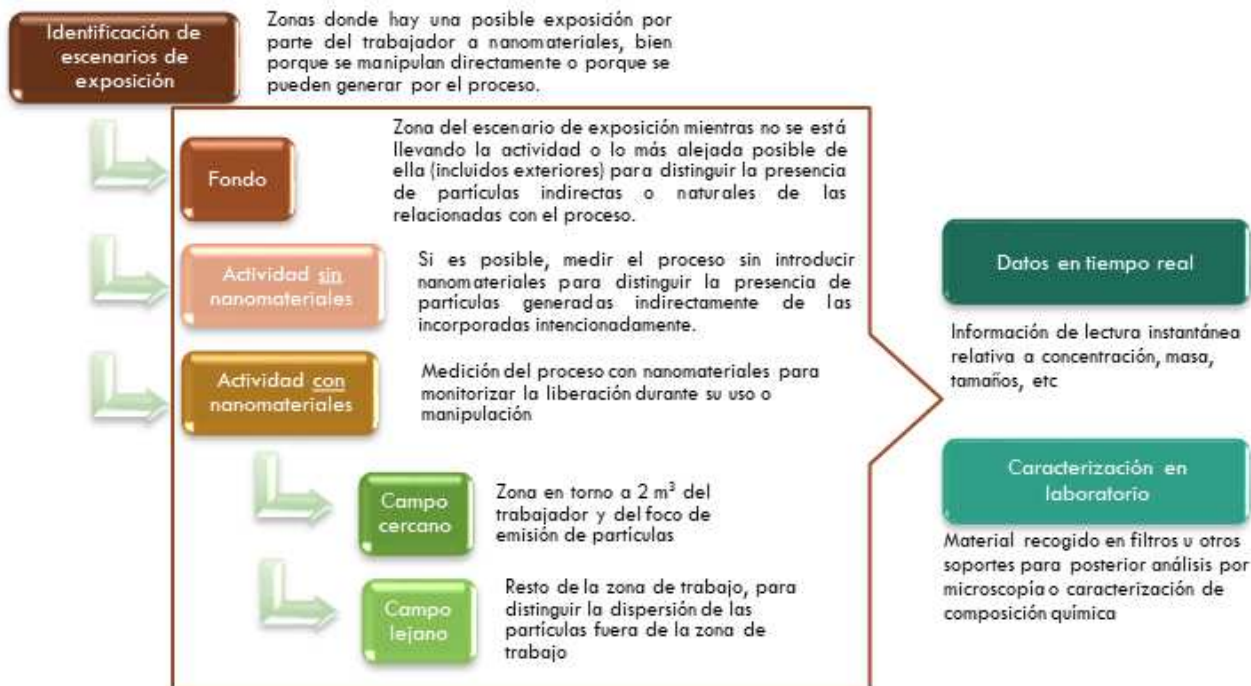 Identificación de
escenarios de
exposición
Zonas donde hay una posible exposición por
parte del trabajador a nanomateriales, bien
porque se manipulan directamente o porque se
pueden generar por el proceso.
Fondo
Zona del escenario de exposición mientras no se está
llevando la actividad o lo más alejada posible de
ella (incluidos exteriores) para distinguir la presencia
de partículas indirectas o naturales de las
relacionadas con el proceso.
Actividad sin
nanomateriales
Si es posible, medir el proceso sin introducir
nanomateriales para distinguir la presencia de
partículas generadas indirectamente de las
incorporadas intencionadamente.
Actividad con
nanomateriales
Medición del proceso con nanomateriales para
monitorizar la liberación durante su uso o
manipulación
Campo
cercano
Zona en torno a 2 m³ del
trabajador y del foco de
emisión de partículas
Campo
lejano
Resto de la zona de trabajo, para
distinguir la dispersión de las
partículas fuera de la zona de
trabajo
Datos en tiempo real
Información de lectura instantánea
relativa a concentración, masa,
tamaños, etc
Caracterización en
laboratorio
Material recogido en filtros u otros
soportes para posterior análisis por
microscopía o caracterización de
composición química